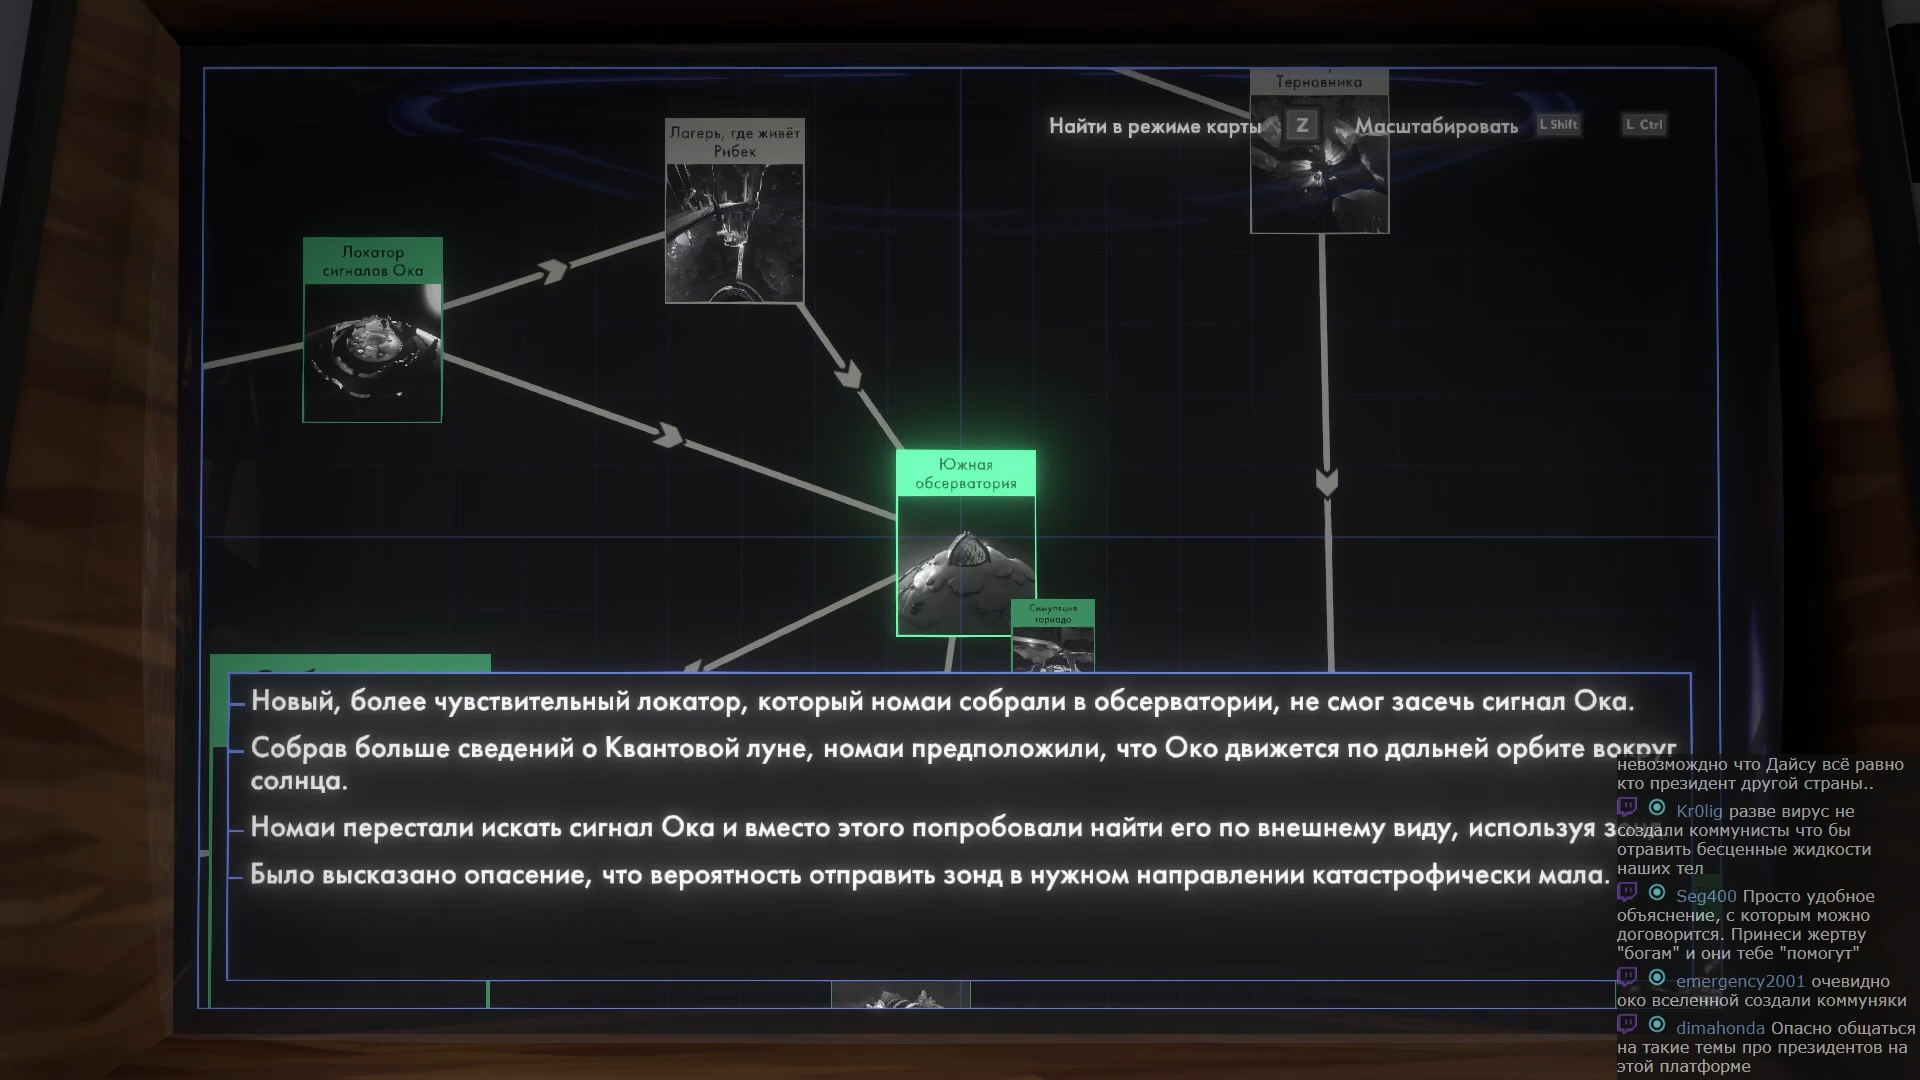 Терновника
Найти в режиме карты Z Масштабировать L Shift L Ctrl
Лагерь, где живёт
Рибек
Локатор
сигналов Ока
Южная
обсерватория
Симуляция
торнадо
Новый, более чувствительный локатор, который номаи собрали в обсерватории, не смог засечь сигнал Ока.
Собрав больше сведений о Квантовой луне, номаи предположили, что Око движется по дальней орбите вокруг
солнца.
Номаи перестали искать сигнал Ока и вместо этого попробовали найти его по внешнему виду, используя
Было высказано опасение, что вероятность отправить зонд в нужном направлении катастрофически мала.
невозмождно что Дайсу всё равно
кто президент другой страны..
Kr0lig разве вирус не
создали коммунисты что бы
отравить бесценные жидкости
наших тел
Seg400 Просто удобное
объяснение, с которым можно
договорится. Принеси жертву
"богам" и они тебе "помогут"
emergency2001 очевидно
око вселенной создали коммуняки
dimahonda Опасно общаться
на такие темы про президентов на
этой платформе